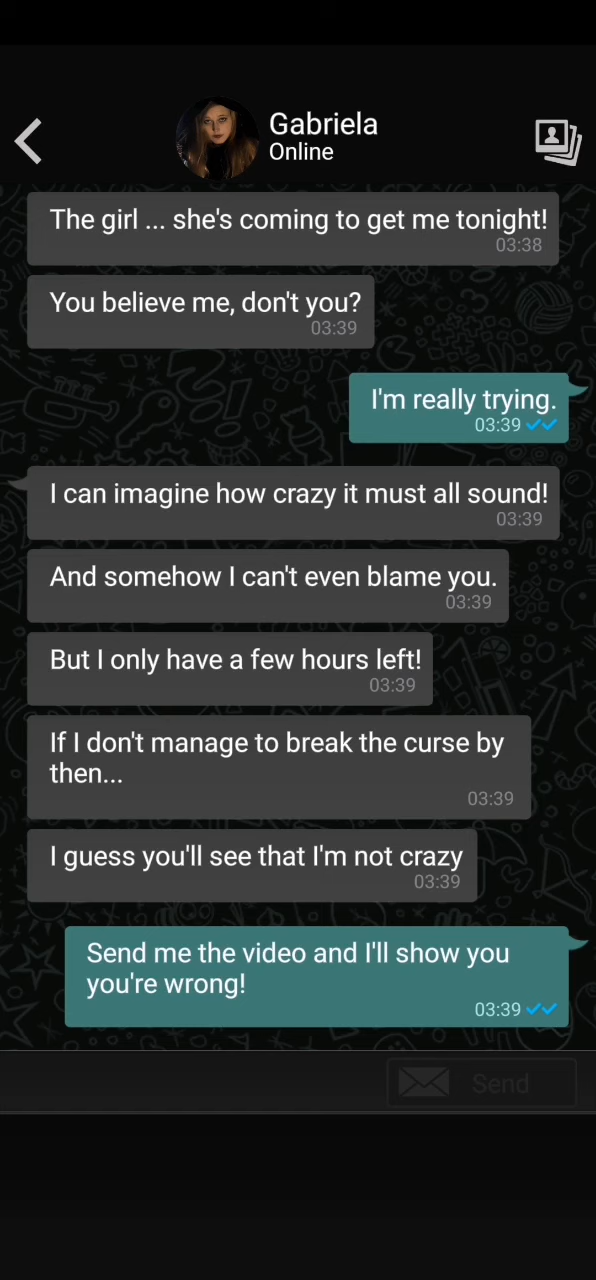 Gabriela
Online
The girl ... she's coming to get me tonight!
03:38
You believe me, don't you?
03:39
I'm really trying.
03:39
I can imagine how crazy it must all sound!
03:39
And somehow I can't even blame you.
03:39
But I only have a few hours left!
03:39
If I don't manage to break the curse by
then...
03:39
I guess you'll see that I'm not crazy
03:39
Send me the video and I'll show you
you're wrong!
03:39
Send